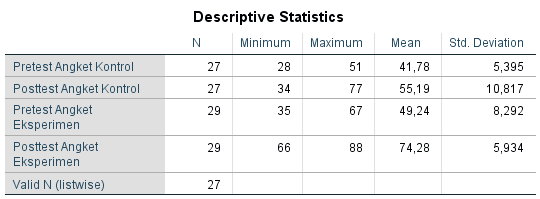 Descriptive Statistics
N Minimum Maximum Mean Std. Deviation
Pretest Angket Kontrol 27 28 51 41,78 5,395
Posttest Angket Kontrol 27 34 77 55,19 10,817
Pretest Angket
Eksperimen 29 35 67 49,24 8,292
Posttest Angket
Eksperimen 29 66 88 74,28 5,934
Valid N (listwise) 27